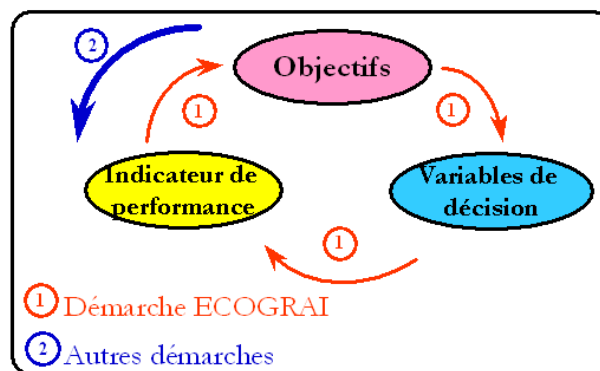 2
Objectifs
1
1
Indicateur de
performance
Variables de
décision
1
1 Démarche ECOGRAI
2 Autres démarches